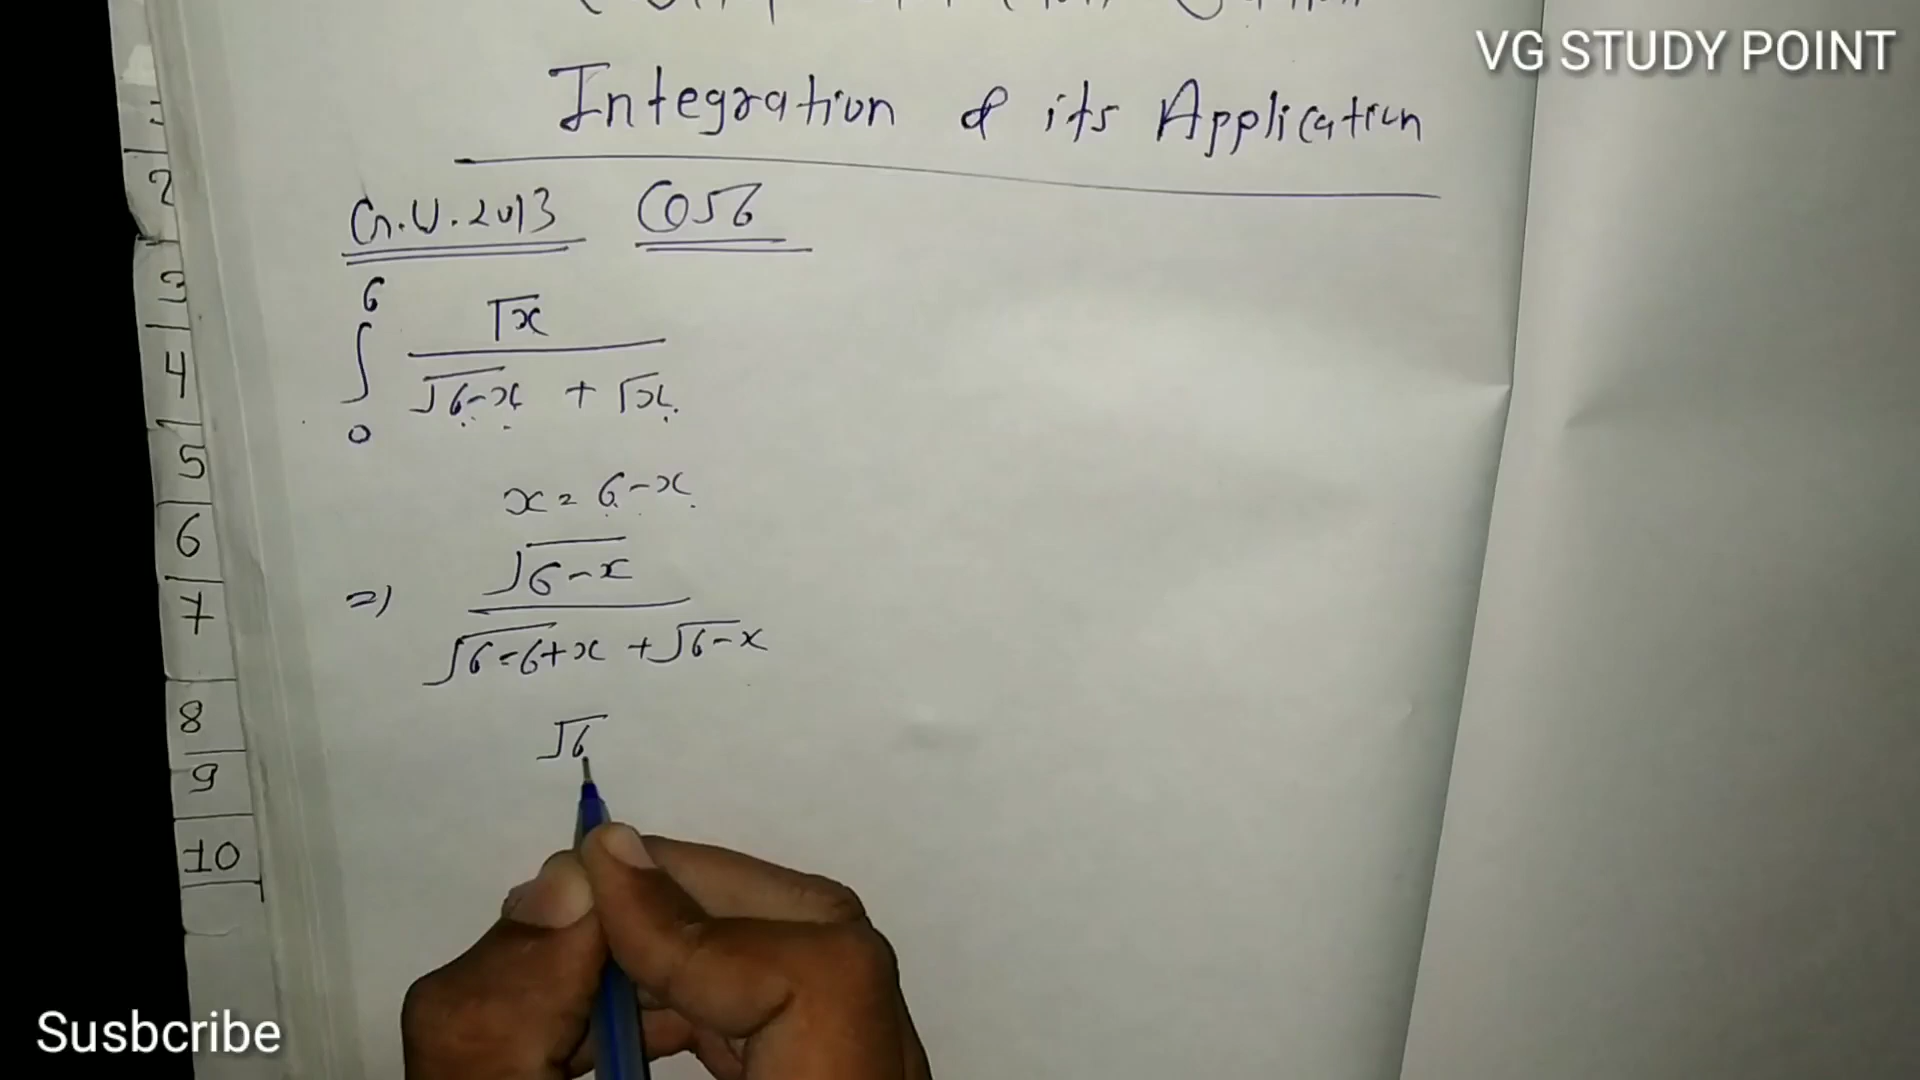 VG STUDY POINT
Integration & its Application
G.U. 2013 CO56
6
√x
∫
√6-x + √x
0
x = 6-x
√6-x
=)
√6-6+x + √6-x
√6
2
3
4
5
6
7
8
9
10
Susbcribe